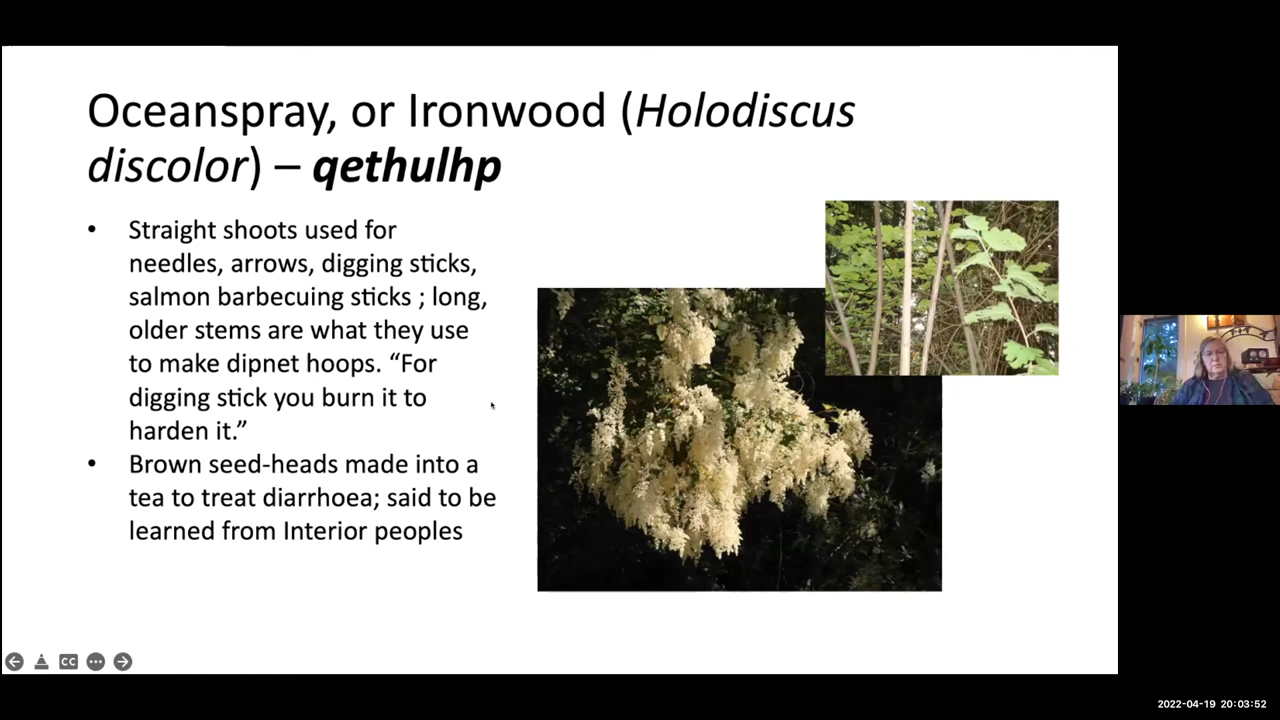 Oceanspray, or Ironwood (Holodiscus
discolor) – qethulhp
• Straight shoots used for
needles, arrows, digging sticks,
salmon barbecuing sticks ; long,
older stems are what they use
to make dipnet hoops. “For
digging stick you burn it to
harden it.”
• Brown seed-heads made into a
tea to treat diarrhoea; said to be
learned from Interior peoples
CC
2022-04-19 20:03:52